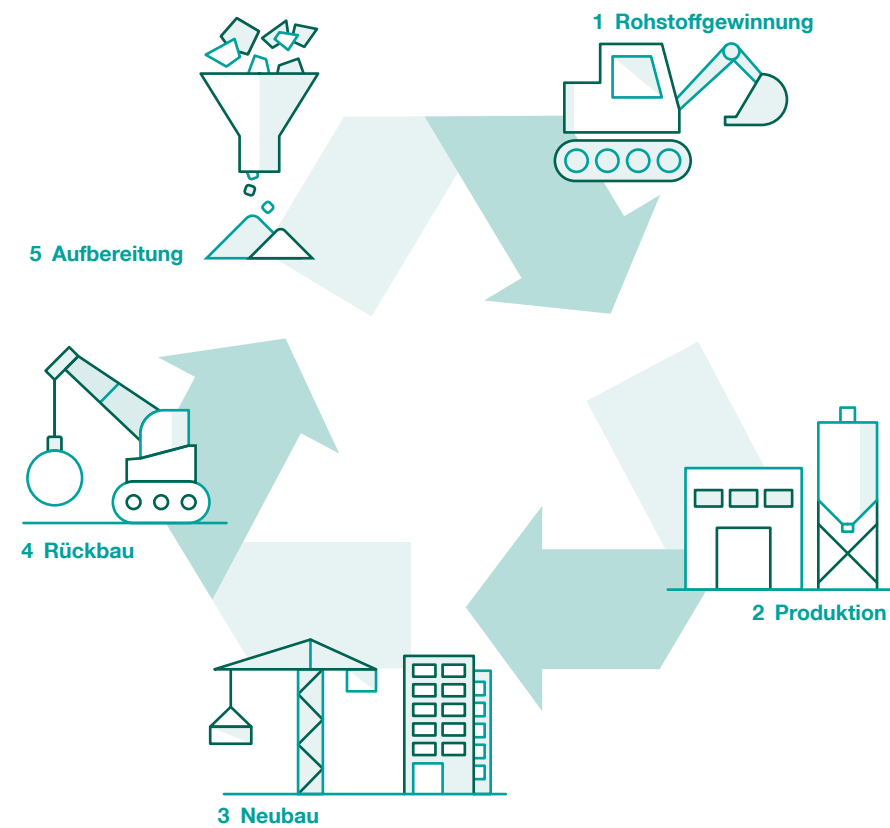 1 Rohstoffgewinnung
2 Produktion
3 Neubau
4 Rückbau
5 Aufbereitung